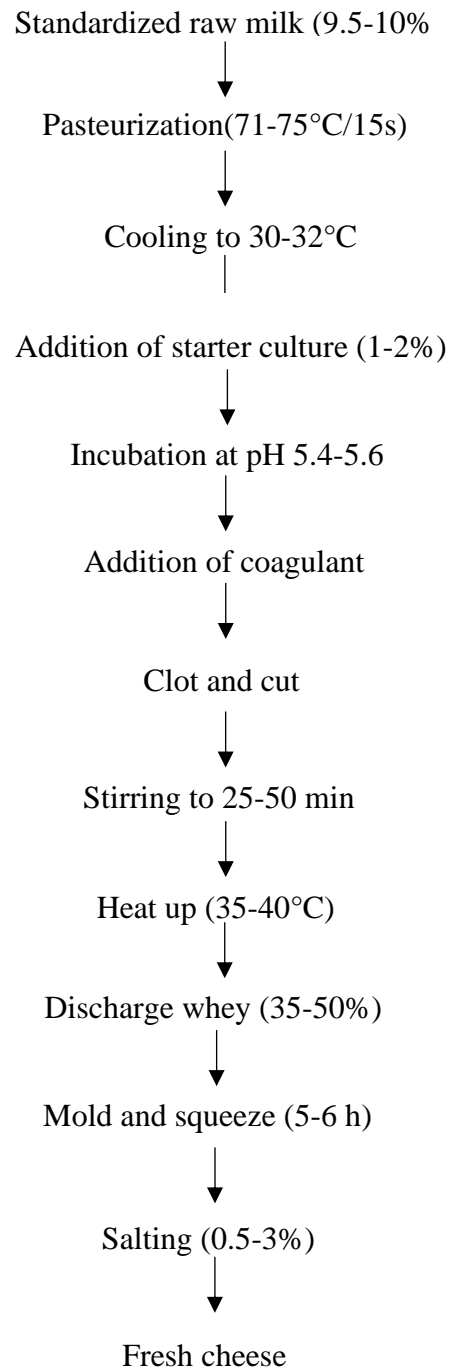 Standardized raw milk (9.5-10%
Pasteurization(71-75°C/15s)
Cooling to 30-32°C
Addition of starter culture (1-2%)
Incubation at pH 5.4-5.6
Addition of coagulant
Clot and cut
Stirring to 25-50 min
Heat up (35-40°C)
Discharge whey (35-50%)
Mold and squeeze (5-6 h)
Salting (0.5-3%)
Fresh cheese